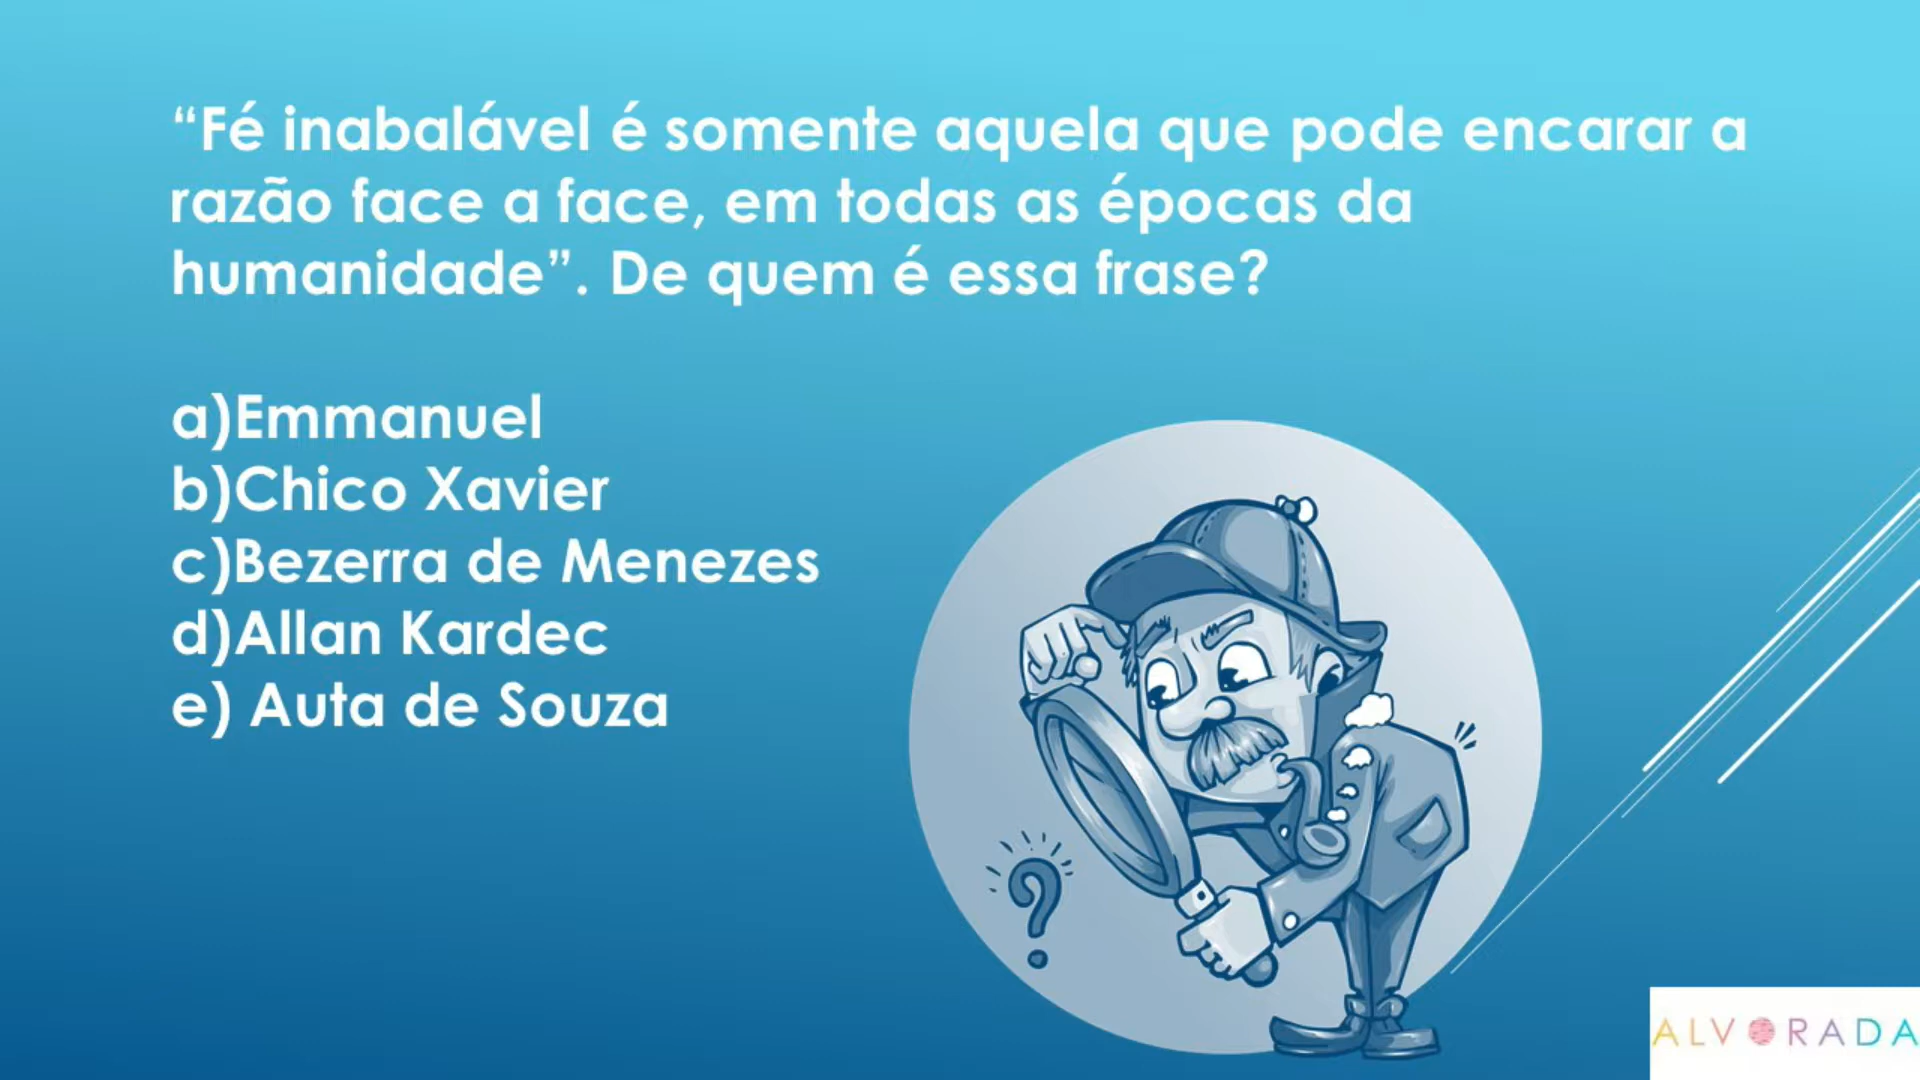 “Fé inabalável é somente aquela que pode encarar a
razão face a face, em todas as épocas da
humanidade”. De quem é essa frase?
a)Emmanuel
b)Chico Xavier
c)Bezerra de Menezes
d)Allan Kardec
e) Auta de Souza
?
ALVORADA